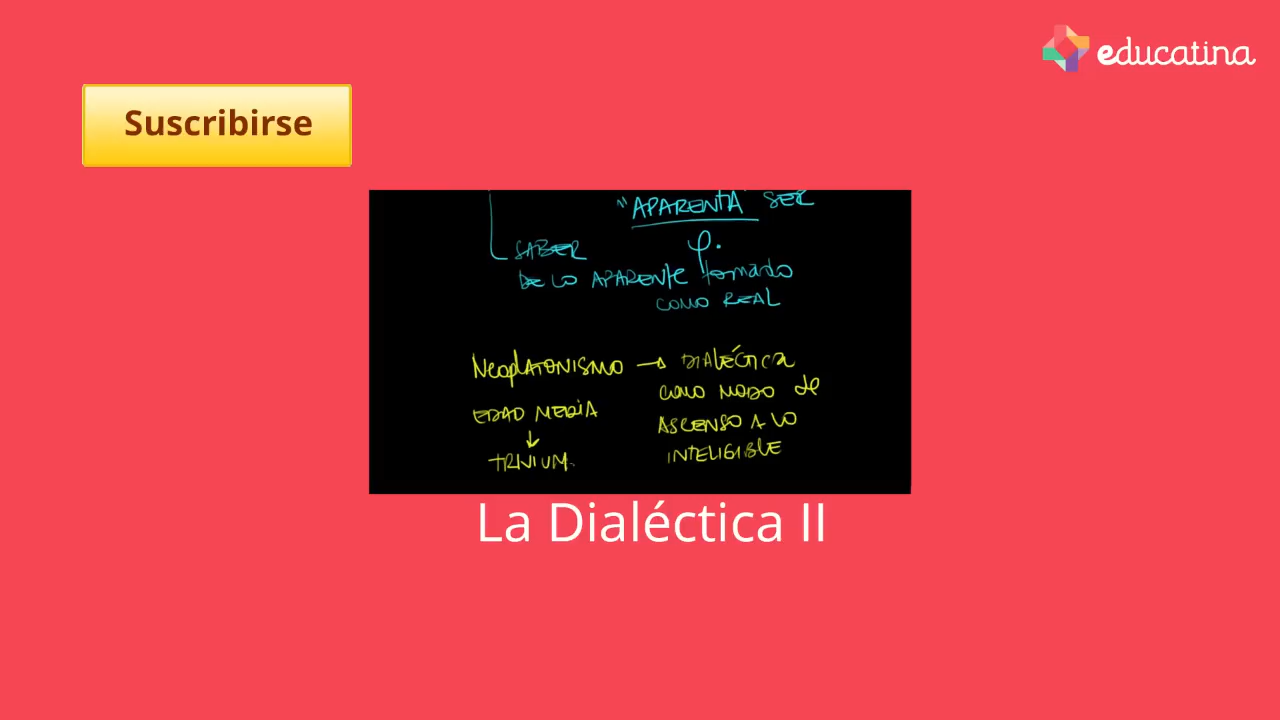 educatina
Suscribirse
"APARENTA" SER
SABER φ.
DE LO APARENTE tomado
COMO REAL
NeoplATONISMO → DIALÉCTICA
EDAD MEDIA COMO MODO de
↓ ASCENSO A LO
TRIVIUM. INTELIGIBLE
La Dialéctica II